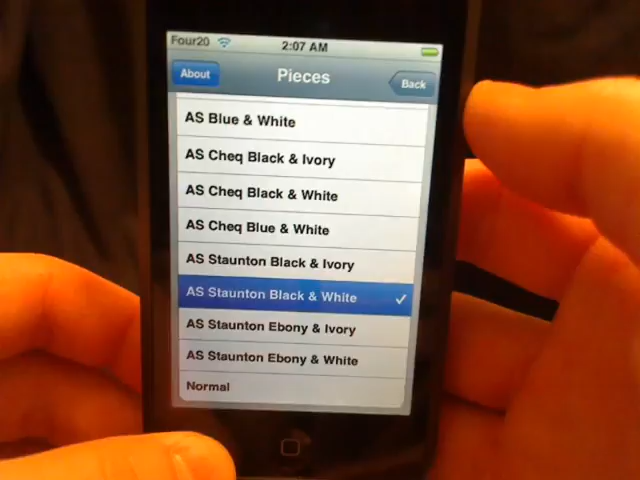 Four20 2:07 AM
About Pieces Back
AS Blue & White
AS Cheq Black & Ivory
AS Cheq Black & White
AS Cheq Blue & White
AS Staunton Black & Ivory
AS Staunton Black & White
AS Staunton Ebony & Ivory
AS Staunton Ebony & White
Normal